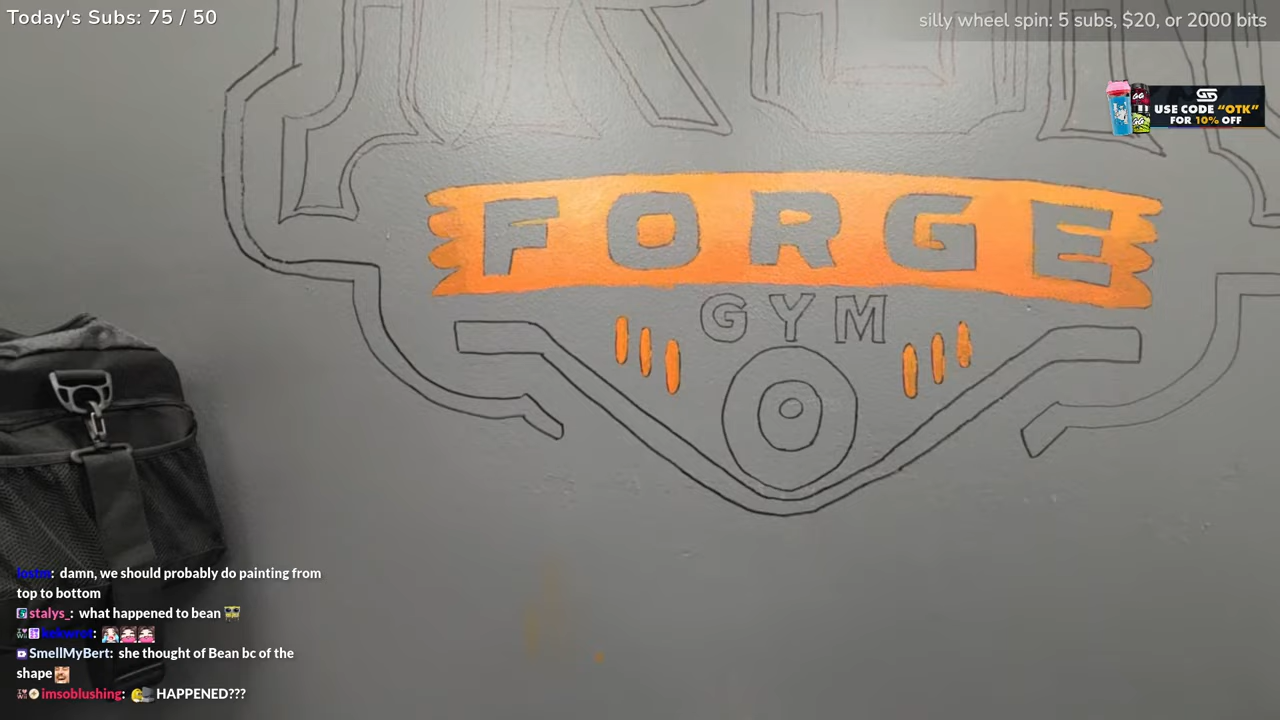 Today's Subs: 75 / 50
silly wheel spin: 5 subs, $20, or 2000 bits
GG
USE CODE "OTK"
FOR 10% OFF
FORGE
GYM
: damn, we should probably do painting from
top to bottom
stalys_: what happened to bean
kekwrot:
SmellMyBert: she thought of Bean bc of the
shape
imsoblushing: HAPPENED???